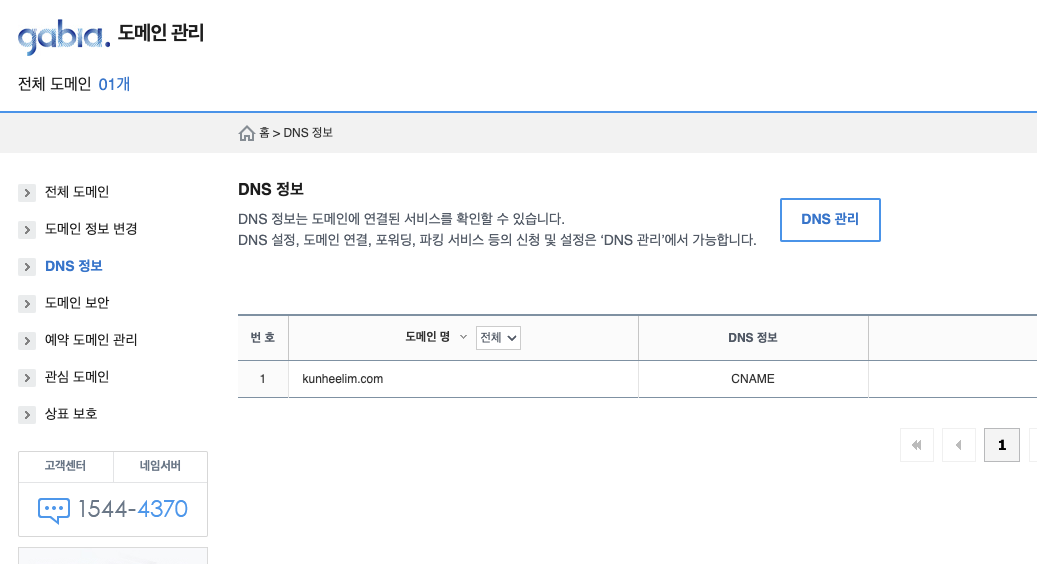 gabia. 도메인 관리
전체 도메인 01개
홈 > DNS 정보
전체 도메인
도메인 정보 변경
DNS 정보
도메인 보안
예약 도메인 관리
관심 도메인
상표 보호
고객센터 네임서버
1544-4370
DNS 정보
DNS 정보는 도메인에 연결된 서비스를 확인할 수 있습니다.
DNS 설정, 도메인 연결, 포워딩, 파킹 서비스 등의 신청 및 설정은 ‘DNS 관리’에서 가능합니다.
DNS 관리
번 호 도메인 명 전체 DNS 정보
1 kunheelim.com CNAME
1